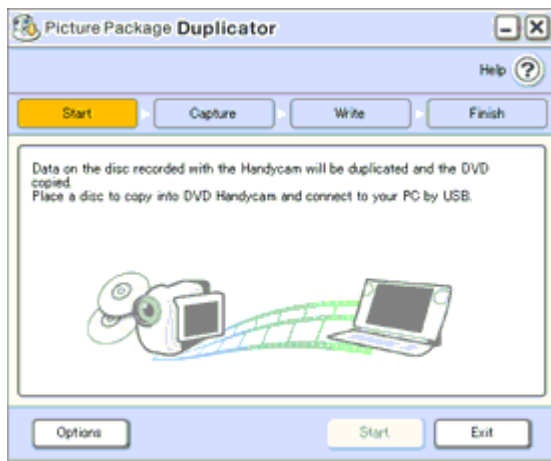 Picture Package Duplicator
Help
Start
Capture
Write
Finish
Data on the disc recorded with the Handycam will be duplicated and the DVD
copied.
Place a disc to copy into DVD Handycam and connect to your PC by USB.
Options
Start
Exit